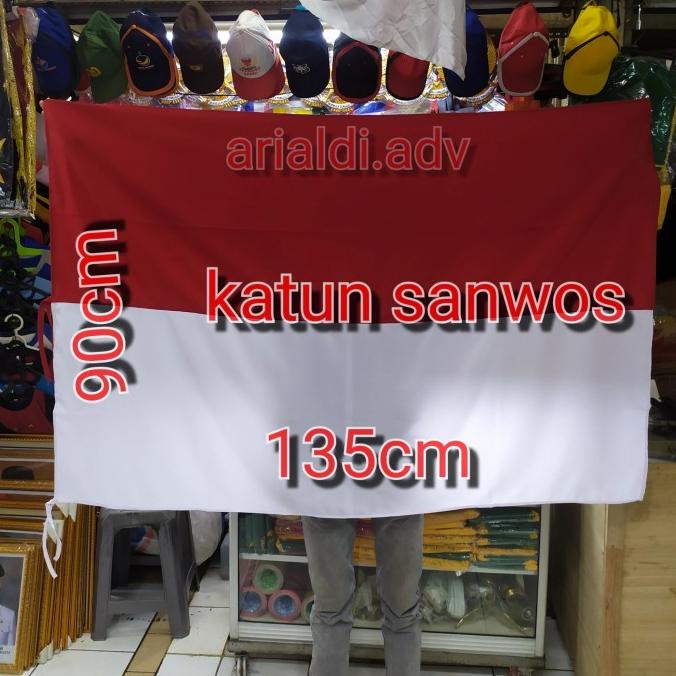 arialdi.adv
90cm
katun sanwos
135cm